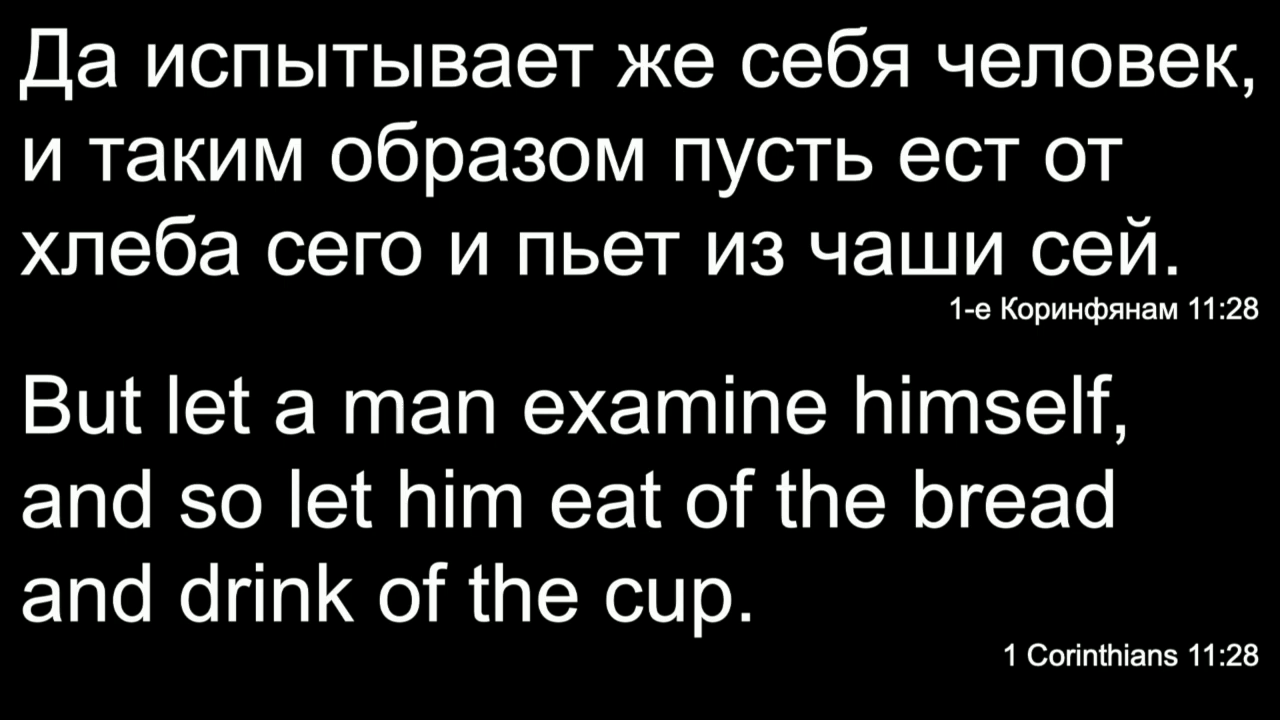 Да испытывает же себя человек,
и таким образом пусть ест от
хлеба сего и пьет из чаши сей.
1-е Коринфянам 11:28
But let a man examine himself,
and so let him eat of the bread
and drink of the cup.
1 Corinthians 11:28